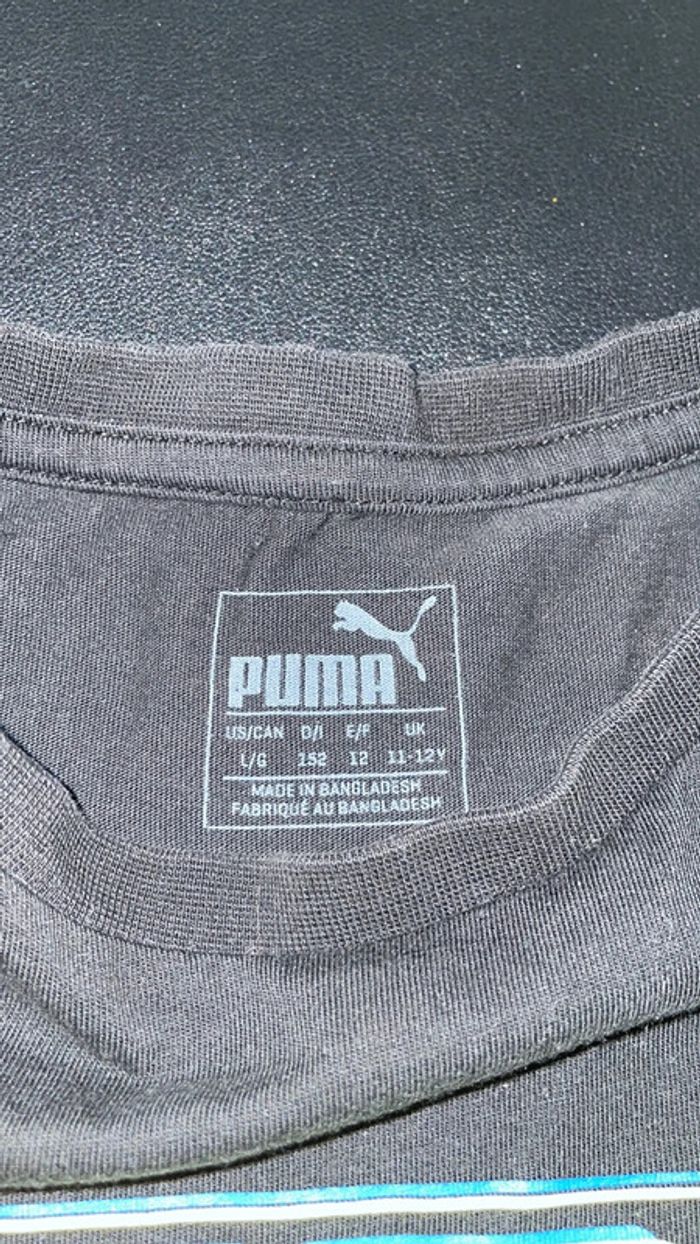 PUMA
US/CAN D/I E/F UK
L/G 152 12 11-12Y
MADE IN BANGLADESH
FABRIQUÉ AU BANGLADESH